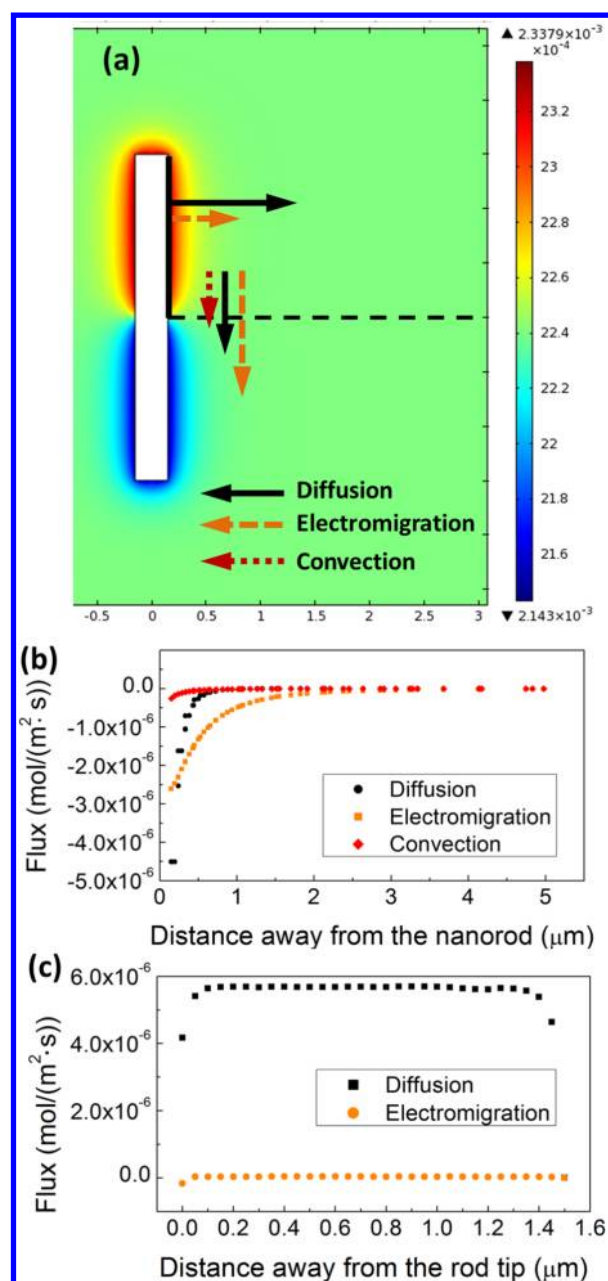 (a)
▲ 2.3379×10⁻³
×10⁻⁴
23.2
23
22.8
22.6
22.4
22.2
22
21.8
21.6
▼ 2.143×10⁻³
Diffusion
Electromigration
Convection
-0.5 0 0.5 1 1.5 2 2.5 3
(b)
Flux (mol/(m²·s))
0.0
-1.0x10⁻⁶
-2.0x10⁻⁶
-3.0x10⁻⁶
-4.0x10⁻⁶
-5.0x10⁻⁶
Diffusion
Electromigration
Convection
0 1 2 3 4 5
Distance away from the nanorod (μm)
(c)
Flux (mol/(m²·s))
6.0x10⁻⁶
4.0x10⁻⁶
2.0x10⁻⁶
0.0
Diffusion
Electromigration
0.0 0.2 0.4 0.6 0.8 1.0 1.2 1.4 1.6
Distance away from the rod tip (μm)